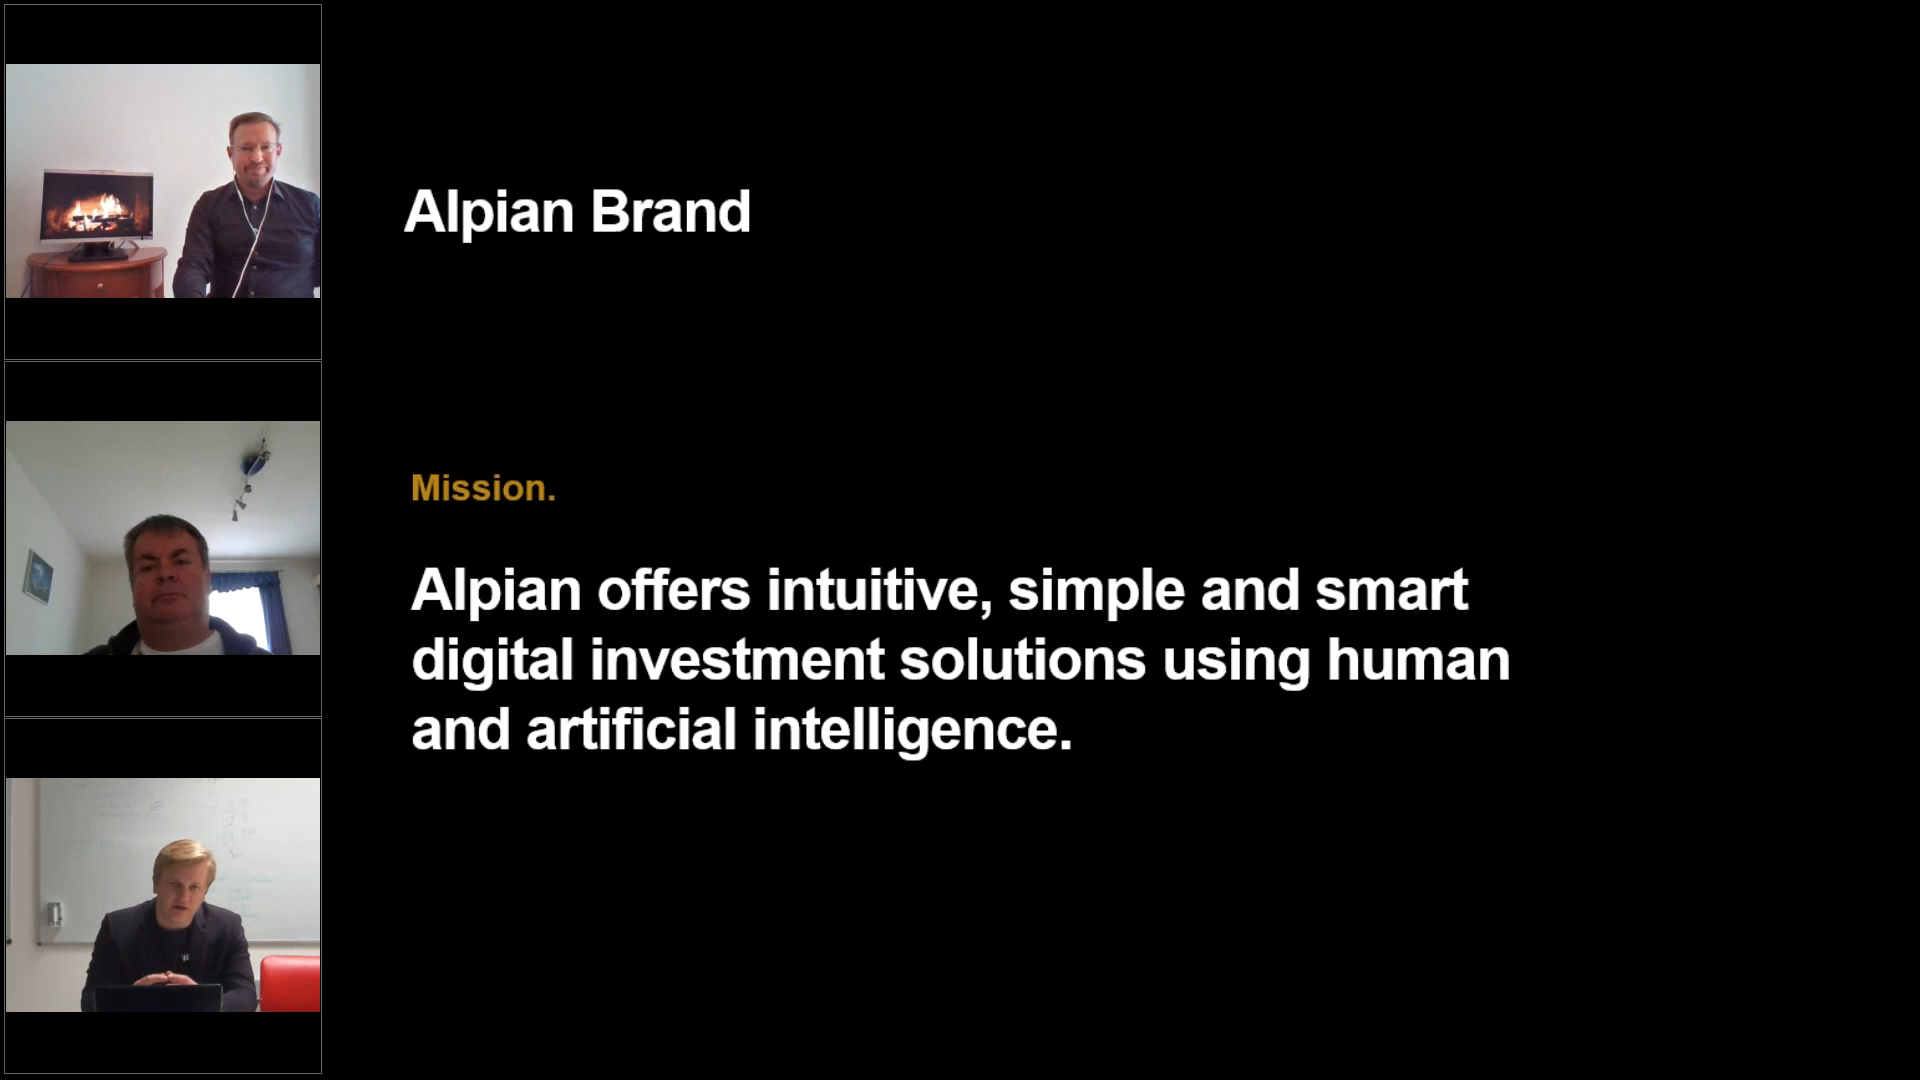 Alpian Brand
Mission.
Alpian offers intuitive, simple and smart
digital investment solutions using human
and artificial intelligence.